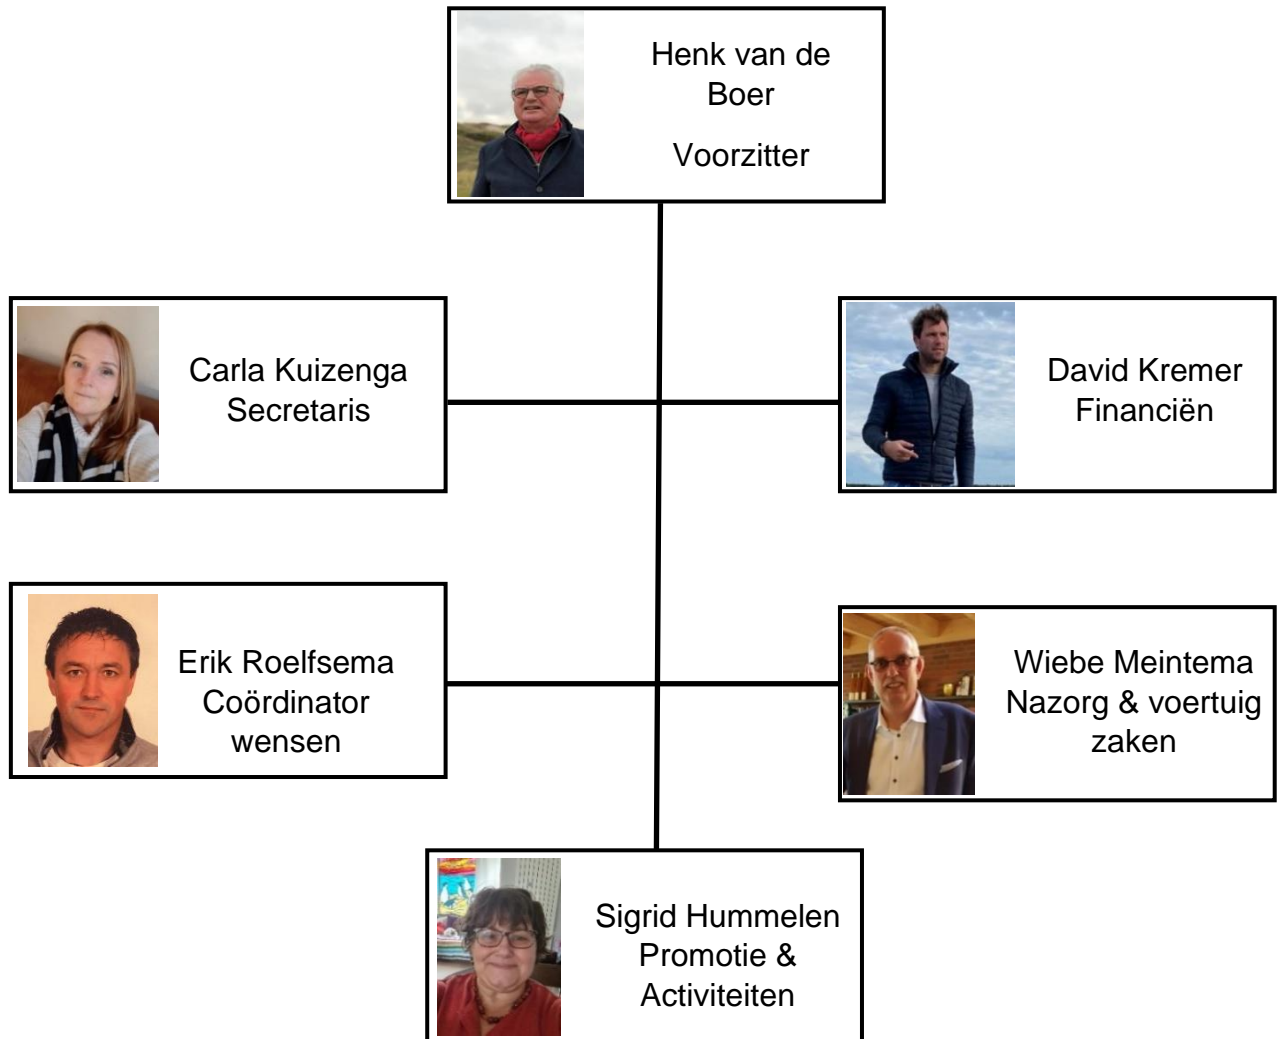 Henk van de
Boer
Voorzitter
Carla Kuizenga
Secretaris
David Kremer
Financiën
Erik Roelfsema
Coördinator
wensen
Wiebe Meintema
Nazorg & voertuig
zaken
Sigrid Hummelen
Promotie &
Activiteiten